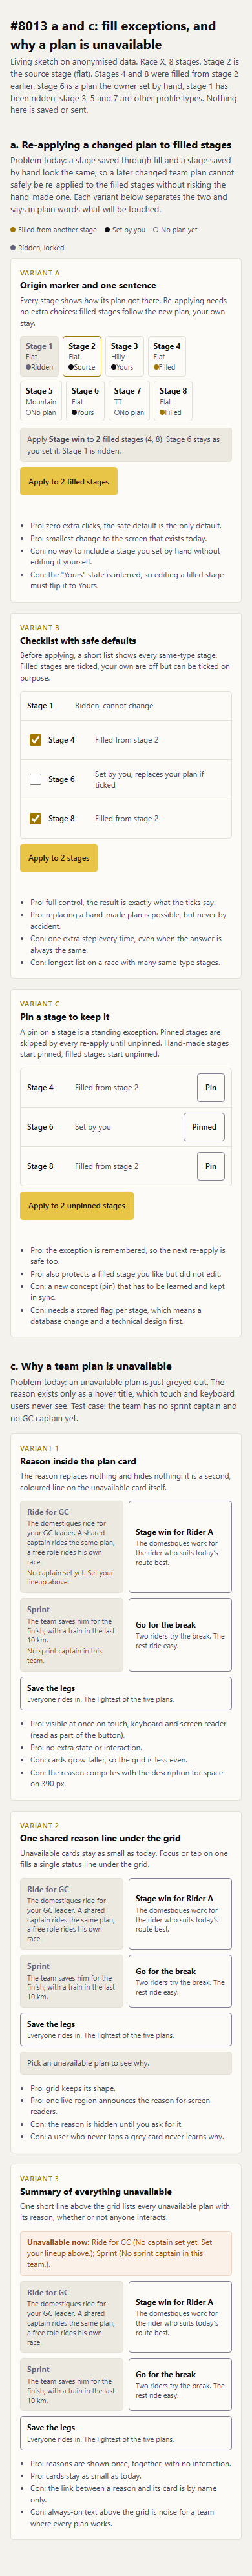 #8013 a and c: fill exceptions, and
why a plan is unavailable
Living sketch on anonymised data. Race X, 8 stages. Stage 2 is
the source stage (flat). Stages 4 and 8 were filled from stage 2
earlier, stage 6 is a plan the owner set by hand, stage 1 has
been ridden, stage 3, 5 and 7 are other profile types. Nothing
here is saved or sent.
a. Re-applying a changed plan to filled stages
Problem today: a stage saved through fill and a stage saved
by hand look the same, so a later changed team plan cannot
safely be re-applied to the filled stages without risking the
hand-made one. Each variant below separates the two and
says in plain words what will be touched.
Filled from another stage
Set by you
No plan yet
Ridden, locked
VARIANT A
Origin marker and one sentence
Every stage shows how its plan got there. Re-applying needs
no extra choices: filled stages follow the new plan, your own
stay.
Stage 1
Flat
Ridden
Stage 2
Flat
Source
Stage 3
Hilly
Yours
Stage 4
Flat
Filled
Stage 5
Mountain
No plan
Stage 6
Flat
Yours
Stage 7
TT
No plan
Stage 8
Flat
Filled
Apply Stage win to 2 filled stages (4, 8). Stage 6 stays as
you set it. Stage 1 is ridden.
Apply to 2 filled stages
• Pro: zero extra clicks, the safe default is the only default.
• Pro: smallest change to the screen that exists today.
• Con: no way to include a stage you set by hand without
editing it yourself.
• Con: the "Yours" state is inferred, so editing a filled stage
must flip it to Yours.
VARIANT B
Checklist with safe defaults
Before applying, a short list shows every same-type stage.
Filled stages are ticked, your own are off but can be ticked on
purpose.
Stage 1
Ridden, cannot change
Stage 4
Filled from stage 2
Stage 6
Set by you, replaces your plan if
ticked
Stage 8
Filled from stage 2
Apply to 2 stages
• Pro: full control, the result is exactly what the ticks say.
• Pro: replacing a hand-made plan is possible, but never by
accident.
• Con: one extra step every time, even when the answer is
always the same.
• Con: longest list on a race with many same-type stages.
VARIANT C
Pin a stage to keep it
A pin on a stage is a standing exception. Pinned stages are
skipped by every re-apply until unpinned. Hand-made stages
start pinned, filled stages start unpinned.
Stage 4
Filled from stage 2
Pin
Stage 6
Set by you
Pinned
Stage 8
Filled from stage 2
Pin
Apply to 2 unpinned stages
• Pro: the exception is remembered, so the next re-apply is
safe too.
• Pro: also protects a filled stage you like but did not edit.
• Con: a new concept (pin) that has to be learned and kept
in sync.
• Con: needs a stored flag per stage, which means a
database change and a technical design first.
c. Why a team plan is unavailable
Problem today: an unavailable plan is just greyed out. The
reason exists only as a hover title, which touch and keyboard
users never see. Test case: the team has no sprint captain and
no GC captain yet.
VARIANT 1
Reason inside the plan card
The reason replaces nothing and hides nothing: it is a second,
coloured line on the unavailable card itself.
Ride for GC
The domestiques ride for
your GC leader. A shared
captain rides the same plan,
a free role rides his own
race.
No captain set yet. Set your
lineup above.
Stage win for Rider A
The domestiques work for
the rider who suits today's
route best.
Sprint
The team saves him for the
finish, with a train in the last
10 km.
No sprint captain in this
team.
Go for the break
Two riders try the break. The
rest ride easy.
Save the legs
Everyone rides in. The lightest of the five plans.
• Pro: visible at once on touch, keyboard and screen reader
(read as part of the button).
• Pro: no extra state or interaction.
• Con: cards grow taller, so the grid is less even.
• Con: the reason competes with the description for space
on 390 px.
VARIANT 2
One shared reason line under the grid
Unavailable cards stay as small as today. Focus or tap on one
fills a single status line under the grid.
Ride for GC
The domestiques ride for
your GC leader. A shared
captain rides the same plan,
a free role rides his own
race.
Stage win for Rider A
The domestiques work for
the rider who suits today's
route best.
Sprint
The team saves him for the
finish, with a train in the last
10 km.
Go for the break
Two riders try the break. The
rest ride easy.
Save the legs
Everyone rides in. The lightest of the five plans.
Pick an unavailable plan to see why.
• Pro: grid keeps its shape.
• Pro: one live region announces the reason for screen
readers.
• Con: the reason is hidden until you ask for it.
• Con: a user who never taps a grey card never learns why.
VARIANT 3
Summary of everything unavailable
One short line above the grid lists every unavailable plan with
its reason, whether or not anyone interacts.
Unavailable now: Ride for GC (No captain set yet. Set
your lineup above.); Sprint (No sprint captain in this
team.).
Ride for GC
The domestiques ride for
your GC leader. A shared
captain rides the same plan,
a free role rides his own
race.
Stage win for Rider A
The domestiques work for
the rider who suits today's
route best.
Sprint
The team saves him for the
finish, with a train in the last
10 km.
Go for the break
Two riders try the break. The
rest ride easy.
Save the legs
Everyone rides in. The lightest of the five plans.
• Pro: reasons are shown once, together, with no interaction.
• Pro: cards stay as small as today.
• Con: the link between a reason and its card is by name
only.
• Con: always-on text above the grid is noise for a team
where every plan works.